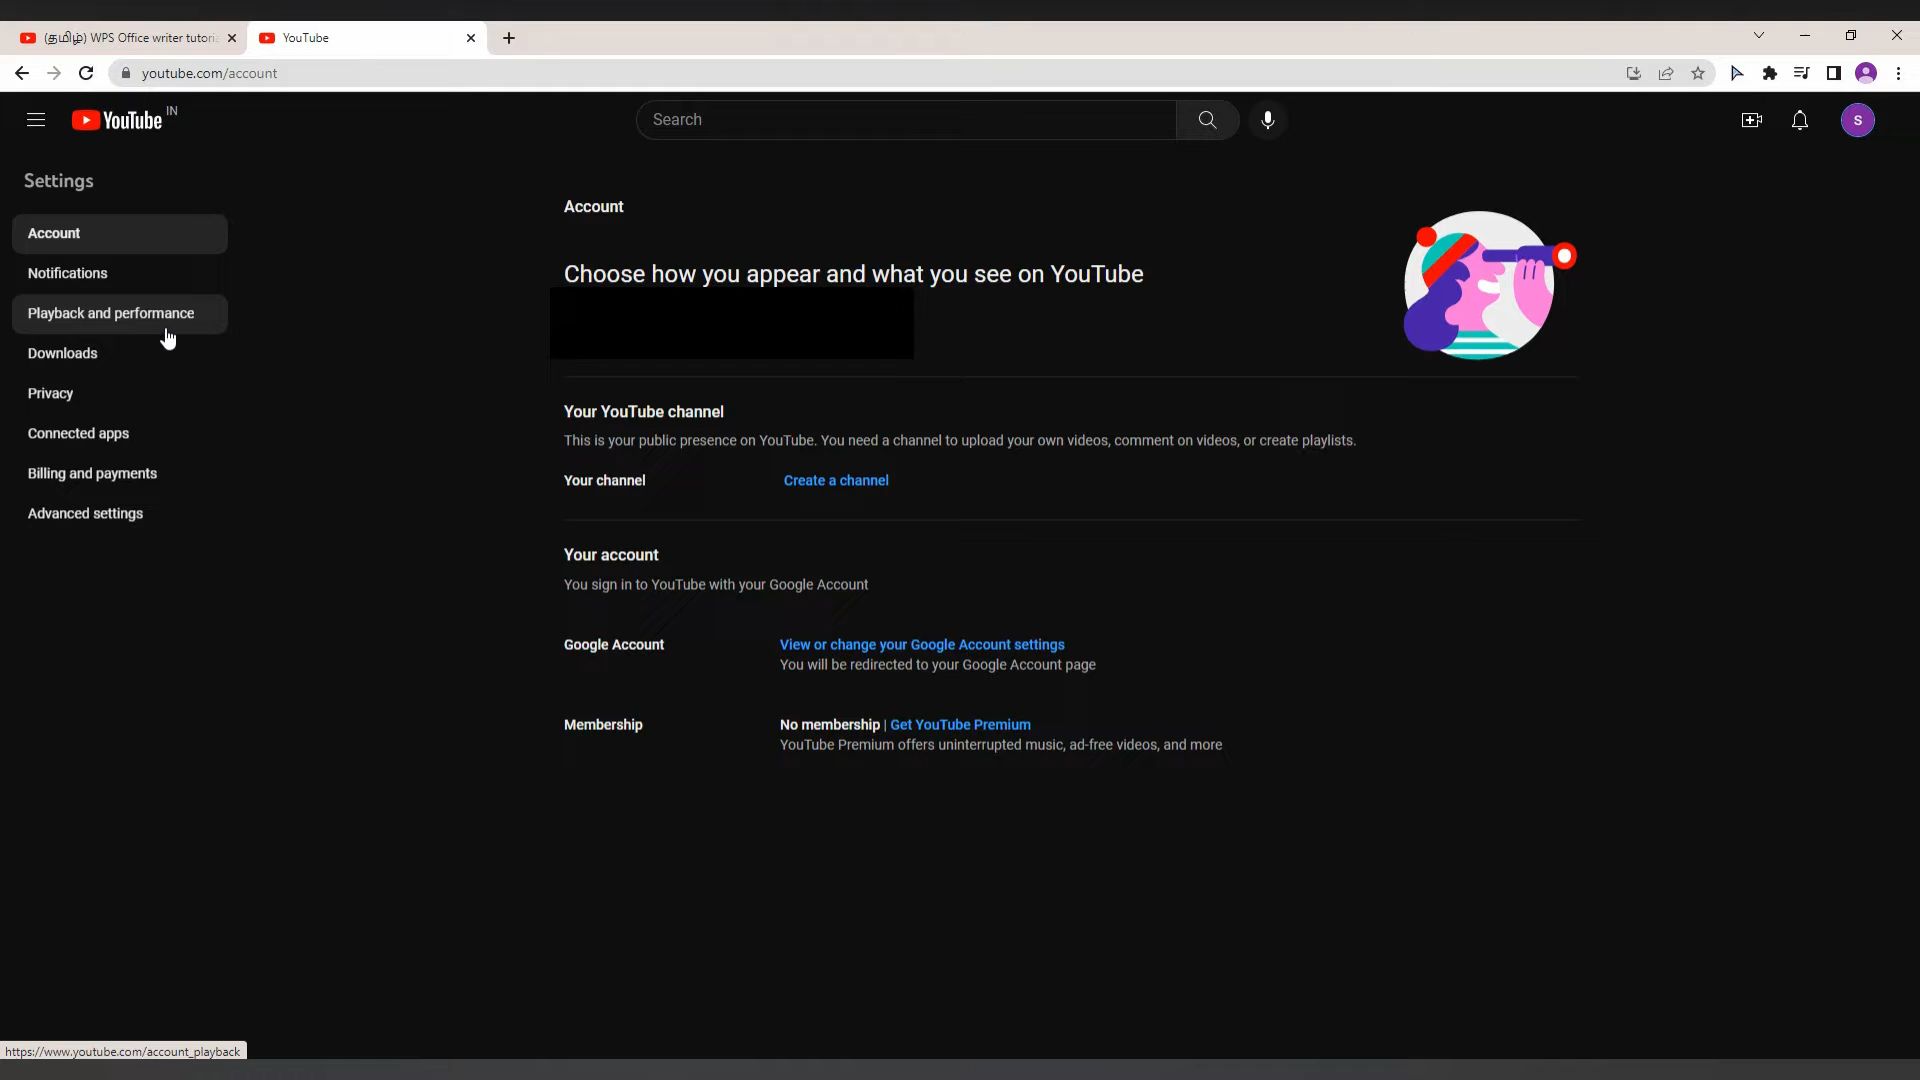 (தமிழ்) WPS Office writer tutori
YouTube
youtube.com/account
YouTube IN
Search
S
Settings
Account
Notifications
Playback and performance
Downloads
Privacy
Connected apps
Billing and payments
Advanced settings
Account
Choose how you appear and what you see on YouTube
Your YouTube channel
This is your public presence on YouTube. You need a channel to upload your own videos, comment on videos, or create playlists.
Your channel Create a channel
Your account
You sign in to YouTube with your Google Account
Google Account View or change your Google Account settings
You will be redirected to your Google Account page
Membership No membership | Get YouTube Premium
YouTube Premium offers uninterrupted music, ad-free videos, and more
https://www.youtube.com/account_playback